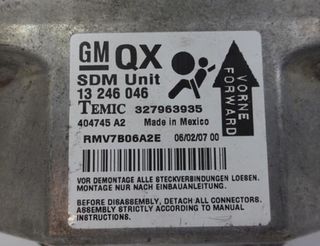 GM QX
SDM Unit
13 246 046
TEMIC 327963935
404745 A2 Made in Mexico
RMV7B06A2E 06/02/07 00
VORNE
FORWARD
VOR DEMONTAGE ALLE STECKVERBINDUNGEN LOESEN.
MONTAGE NUR NACH EINBAUANLEITUNG.
BEFORE DISASSEMBLY, DETACH ALL CONNECTORS.
ASSEMBLY STRICTLY ACCORDING TO MANUAL
INSTRUCTIONS.